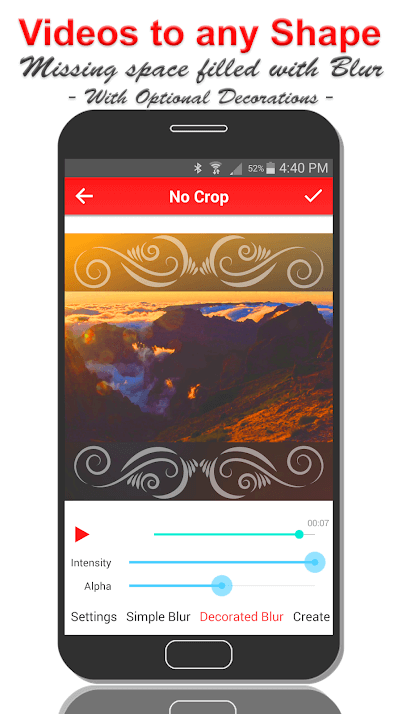 Videos to any Shape
Missing space filled with Blur
- With Optional Decorations -
52% 4:40 PM
No Crop
00:07
Intensity
Alpha
Settings Simple Blur Decorated Blur Create